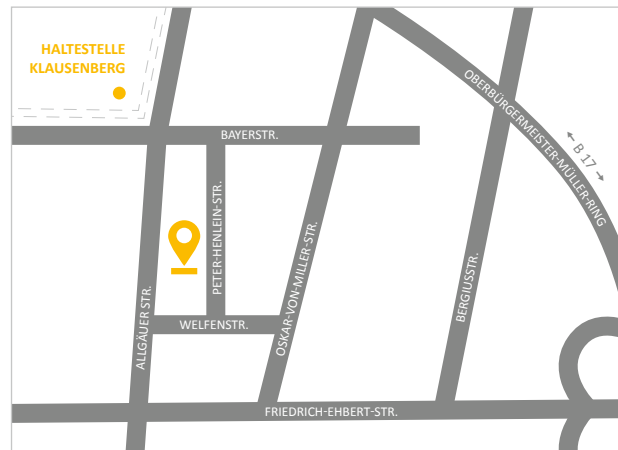 HALTESTELLE
KLAUSENBERG
OBERBÜRGERMEISTER-MÜLLER-RING
B 17
BAYERSTR.
PETER-HENLEIN-STR.
OSKAR-VON-MILLER-STR.
BERGIUSSTR.
ALLGÄUER STR.
WELFENSTR.
FRIEDRICH-EHBERT-STR.